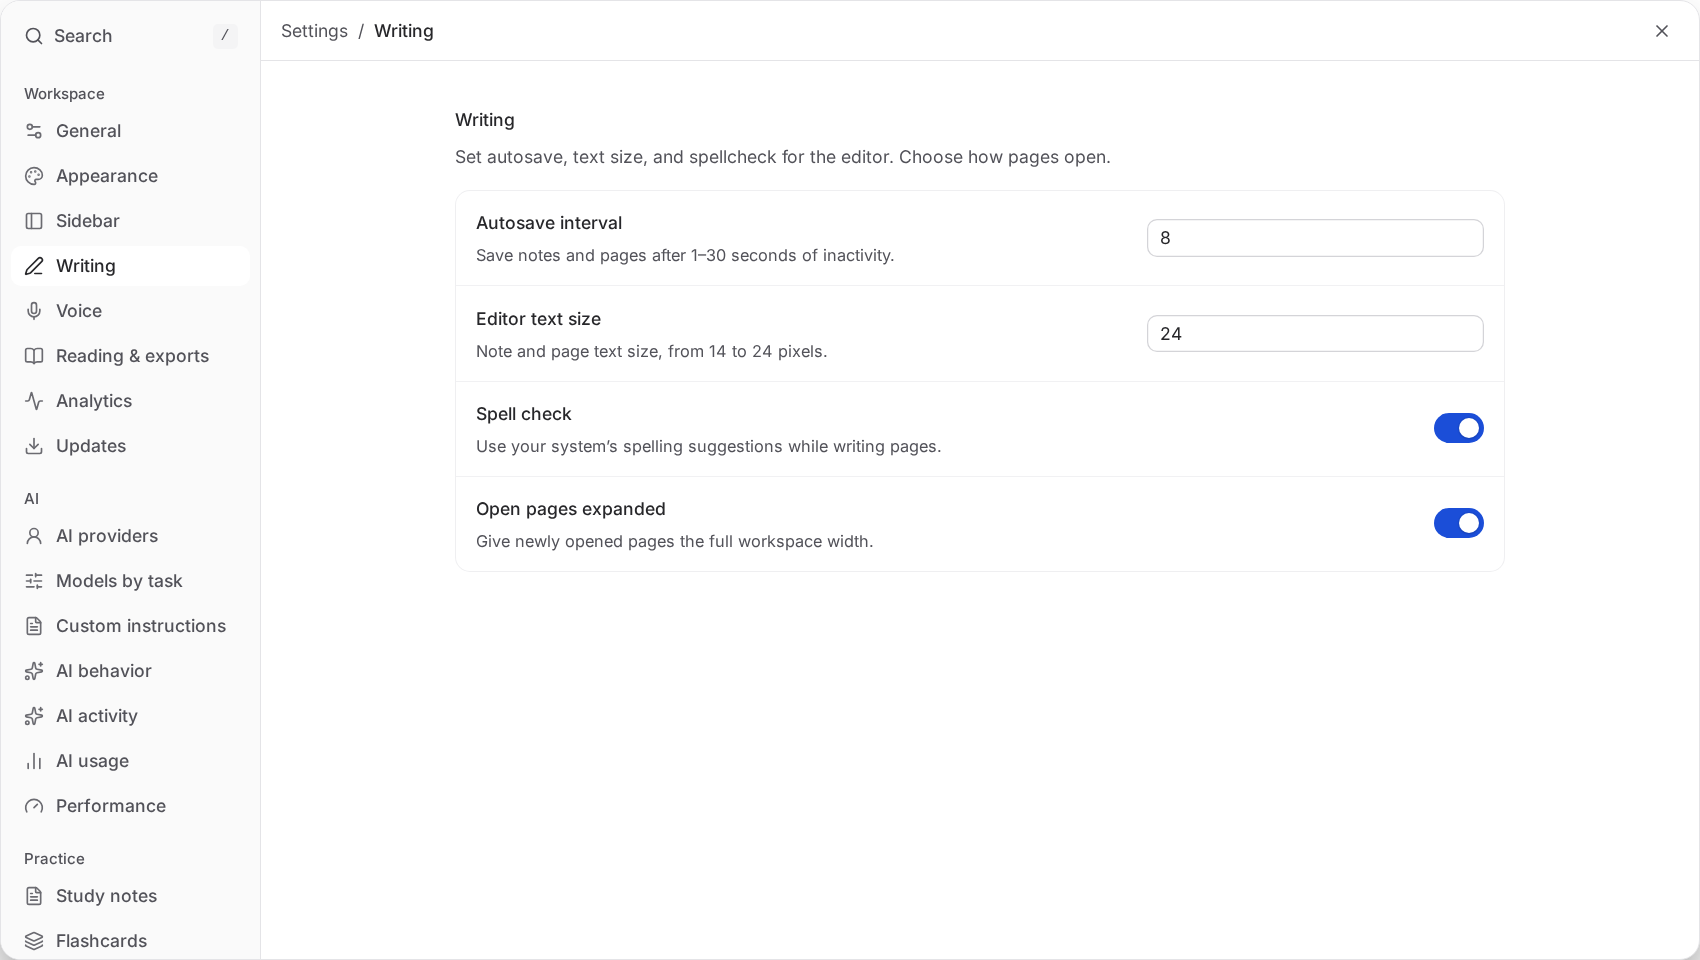 Search
/
Workspace
General
Appearance
Sidebar
Writing
Voice
Reading & exports
Analytics
Updates
AI
AI providers
Models by task
Custom instructions
AI behavior
AI activity
AI usage
Performance
Practice
Study notes
Flashcards
Settings / Writing
Writing
Set autosave, text size, and spellcheck for the editor. Choose how pages open.
Autosave interval
Save notes and pages after 1–30 seconds of inactivity.
8
Editor text size
Note and page text size, from 14 to 24 pixels.
24
Spell check
Use your system’s spelling suggestions while writing pages.
Open pages expanded
Give newly opened pages the full workspace width.